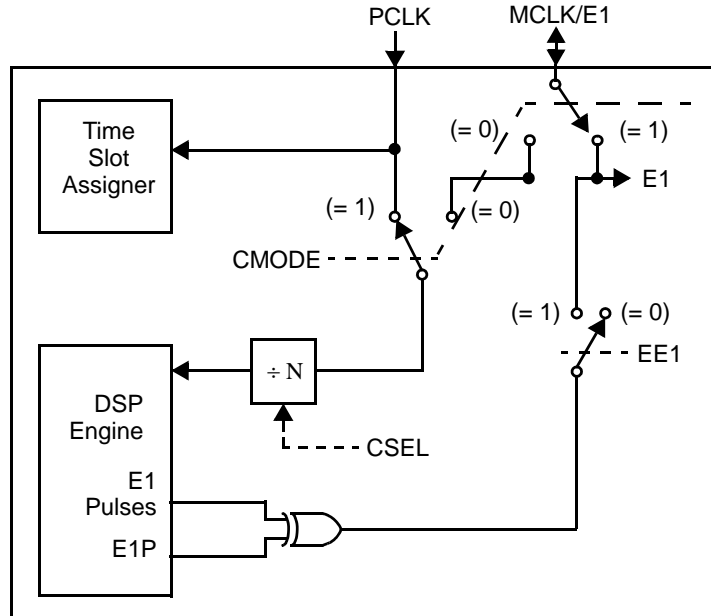 PCLK
MCLK/E1
Time
Slot
Assigner
(= 0)
(= 1)
E1
(= 1)
(= 0)
CMODE
(= 1)
(= 0)
EE1
÷ N
DSP
Engine
CSEL
E1
Pulses
E1P